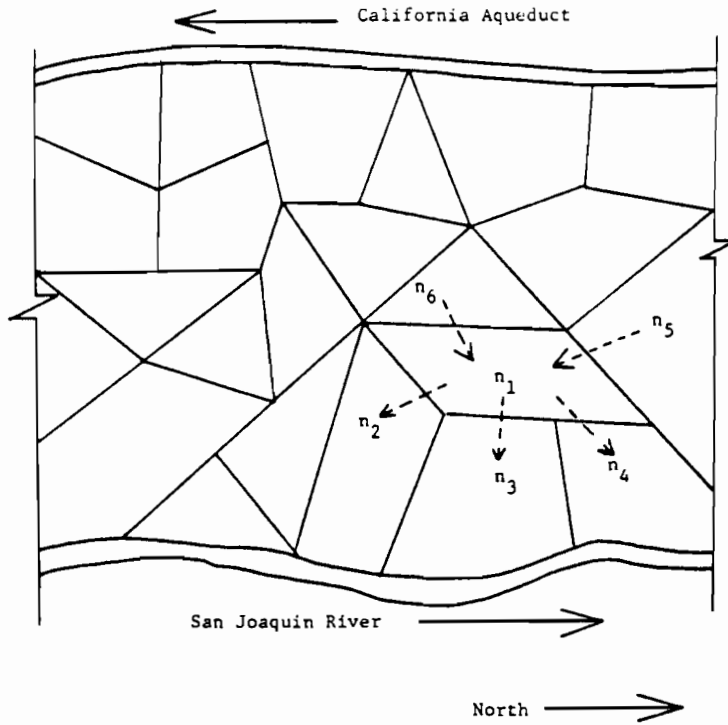 California Aqueduct
n6
n5
n1
n2
n4
n3
San Joaquin River
North